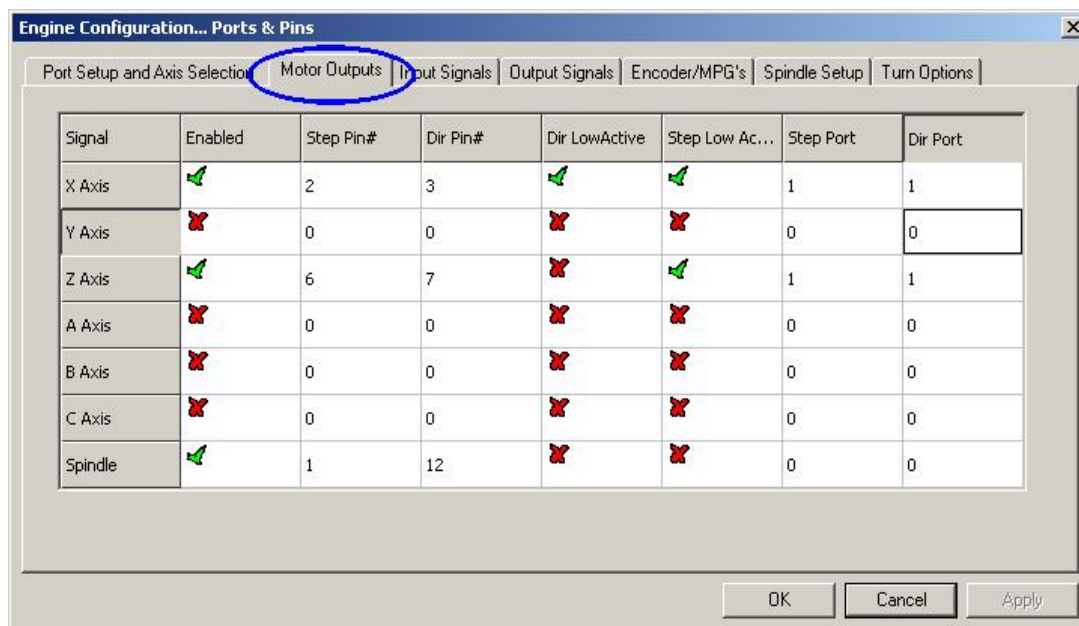 Engine Configuration... Ports & Pins
Port Setup and Axis Selection Motor Outputs Input Signals Output Signals Encoder/MPG's Spindle Setup Turn Options
Signal Enabled Step Pin# Dir Pin# Dir LowActive Step Low Ac... Step Port Dir Port
X Axis 2 3 1 1
Y Axis 0 0 0 0
Z Axis 6 7 1 1
A Axis 0 0 0 0
B Axis 0 0 0 0
C Axis 0 0 0 0
Spindle 1 12 0 0
OK Cancel Apply